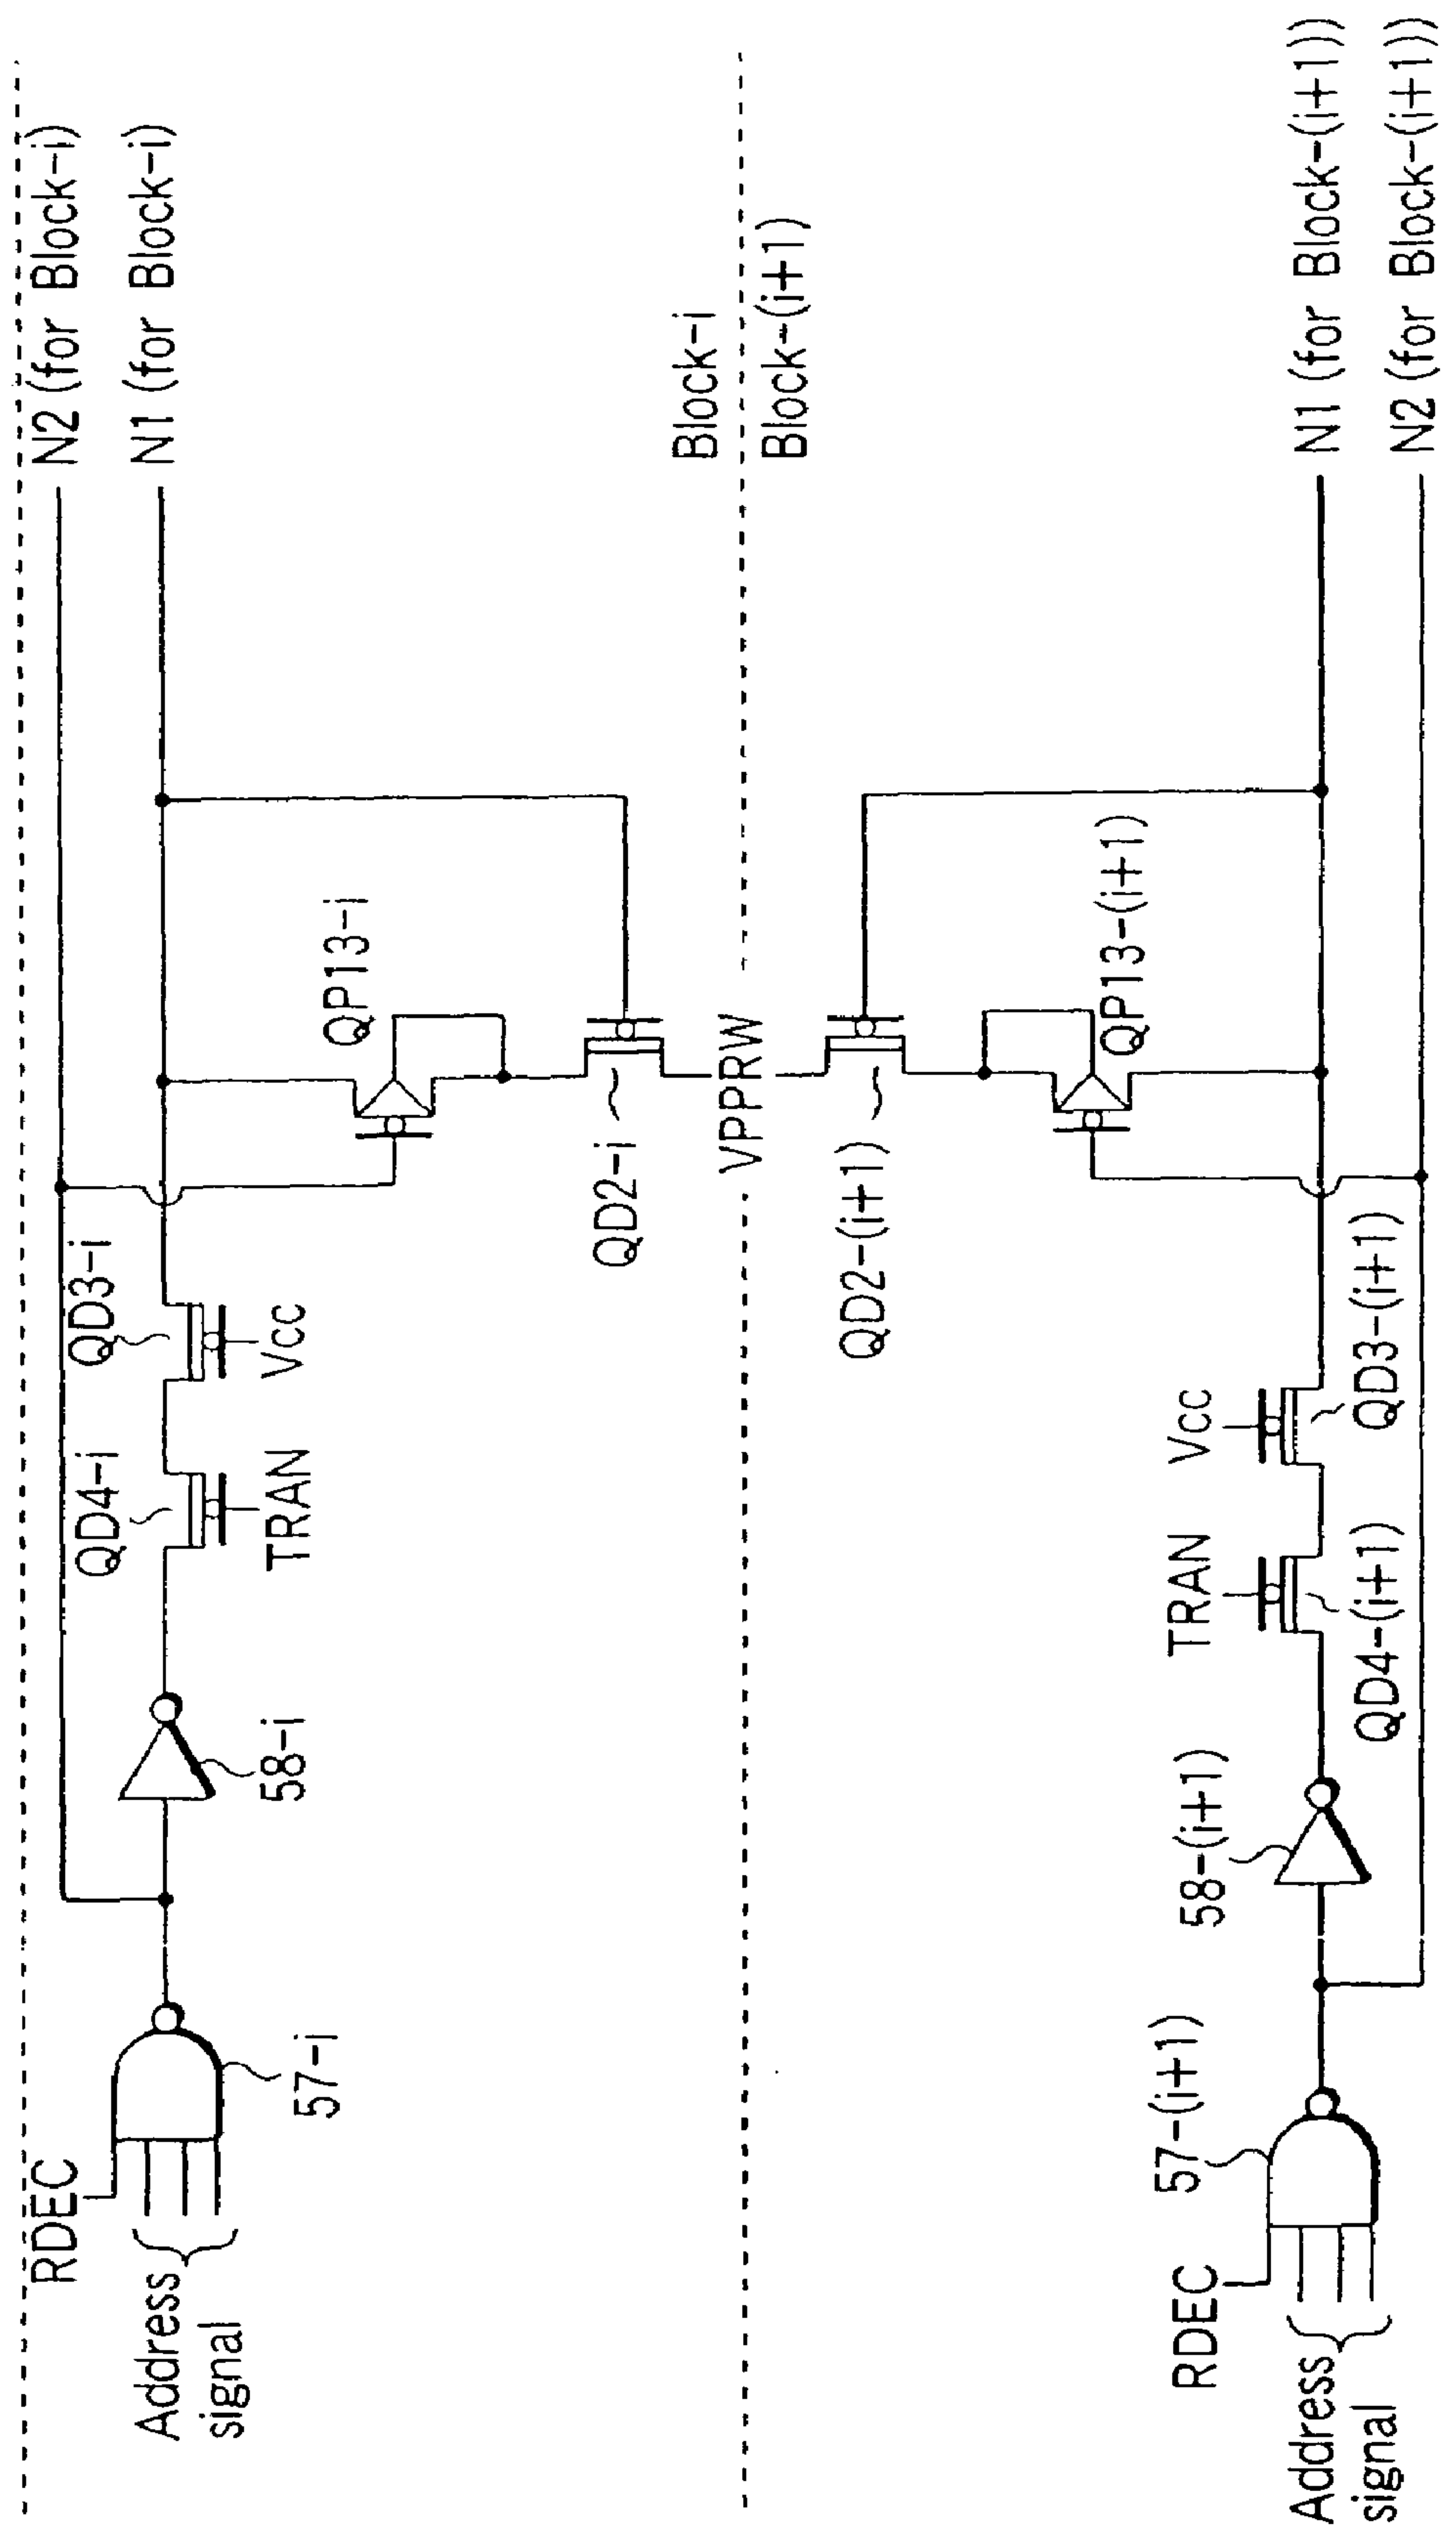 N2 (for Block-i)
N1 (for Block-i)
QD3-i
Vcc
QD4-i
TRAN
58-i
57-i
RDEC
Address
signal
QP13-i
QD2-i
VPPRW
Block-i
Block-(i+1)
QD2-(i+1)
QP13-(i+1)
RDEC
Address
signal
57-(i+1)
58-(i+1)
TRAN
QD4-(i+1)
Vcc
QD3-(i+1)
N1 (for Block-(i+1))
N2 (for Block-(i+1))